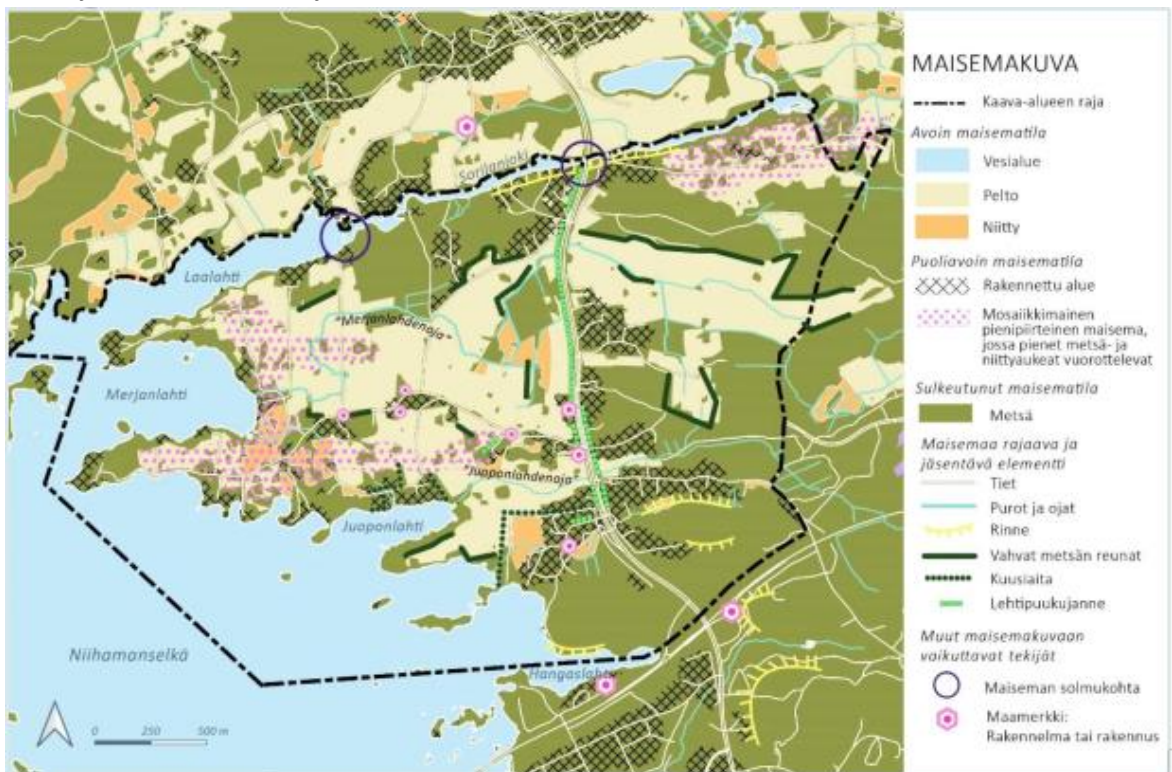 MAISEMAKUVA
Kaava-alueen raja
Avoin maisematila
Vesialue
Pelto
Niitty
Puoliavoin maisematila
Rakennettu alue
Mosaiikkimainen
pienipiirteinen maisema,
jossa pienet metsä- ja
niittyaukeat vuorottelevat
Sulkeutunut maisematila
Metsä
Maisemaa rajaava ja
jäsentävä elementti
Tiet
Purot ja ojat
Rinne
Vahvat metsän reunat
Kuusiaita
Lehtipuukujanne
Muut maisemakuvaan
vaikuttavat tekijät
Maiseman solmukohta
Maamerkki:
Rakennelma tai rakennus
Sorilanjoki
Laalahti
"Merjanlahdenoja"
Merjanlahti
"Juoponlahdenoja"
Juoponlahti
Niihamanselkä
Hangaslahti
0 250 500 m